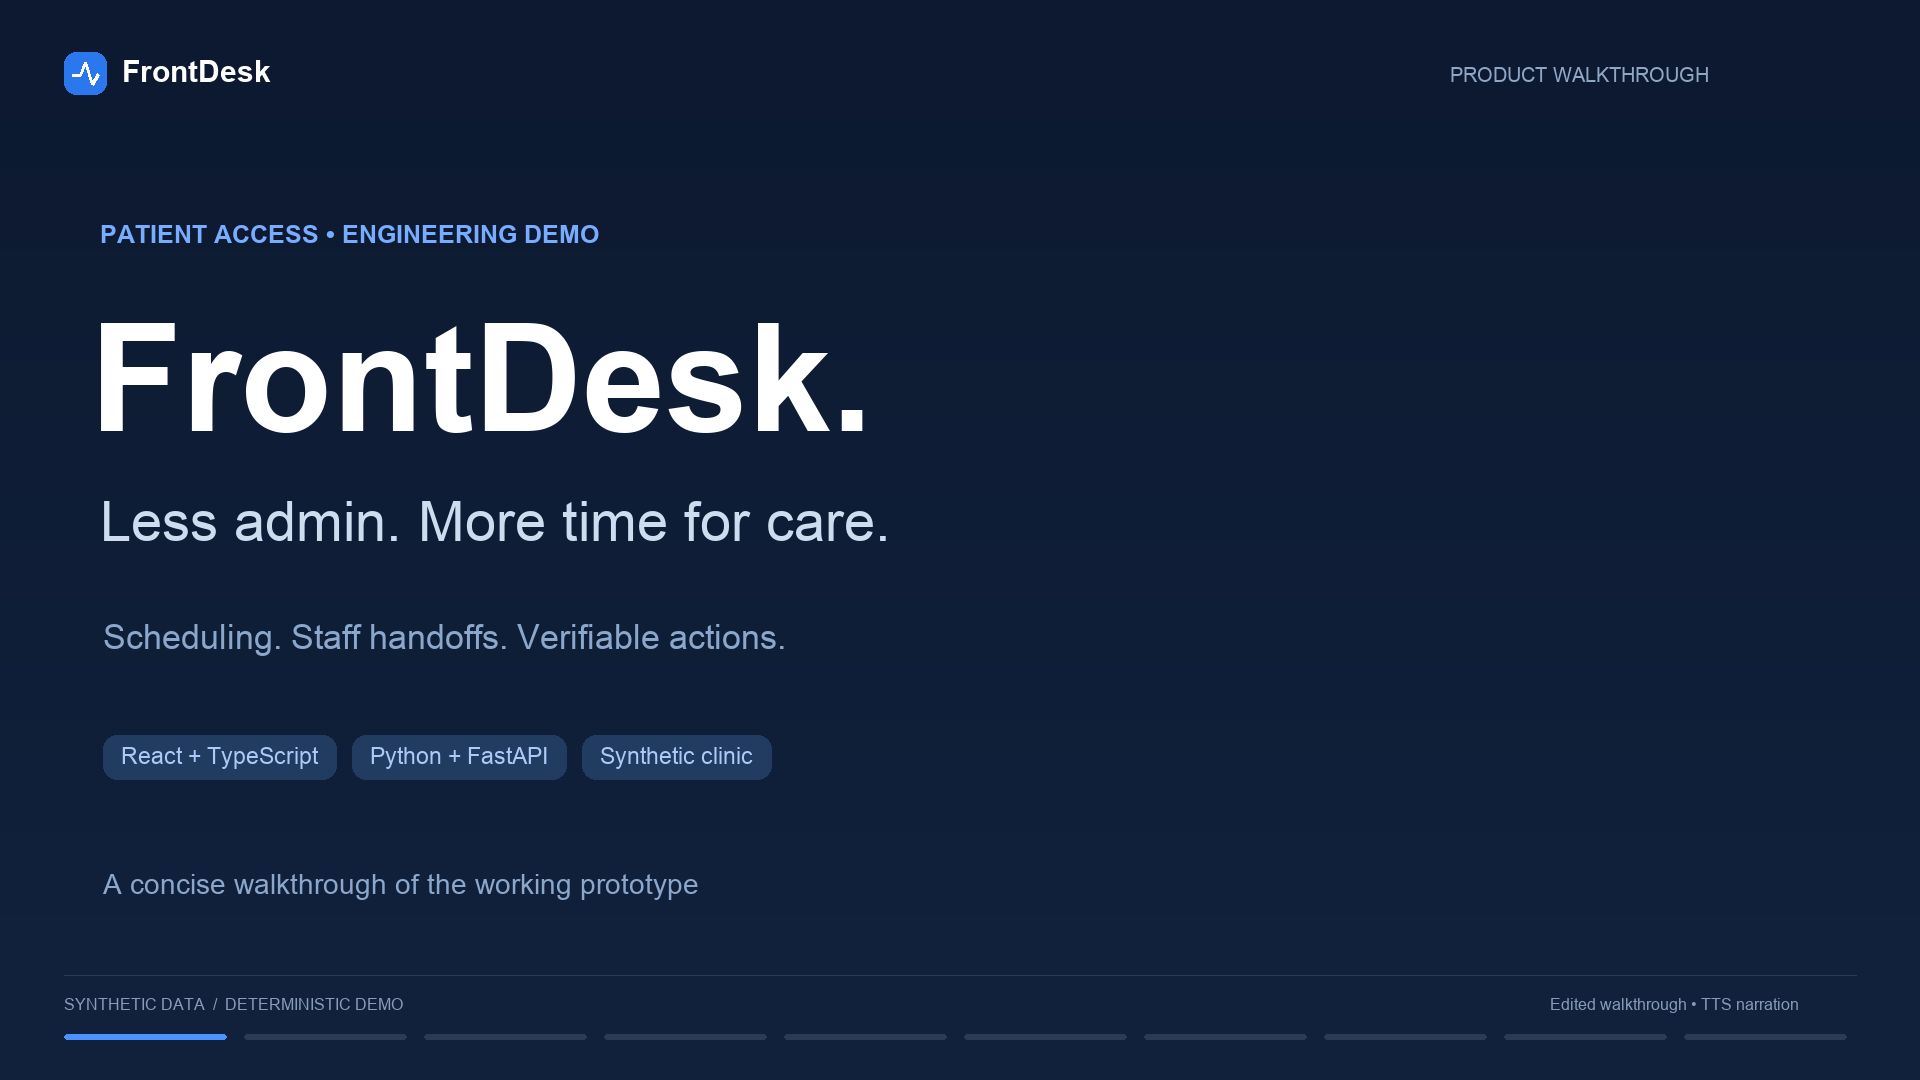 FrontDesk
PRODUCT WALKTHROUGH
PATIENT ACCESS • ENGINEERING DEMO
FrontDesk.
Less admin. More time for care.
Scheduling. Staff handoffs. Verifiable actions.
React + TypeScript
Python + FastAPI
Synthetic clinic
A concise walkthrough of the working prototype
SYNTHETIC DATA / DETERMINISTIC DEMO
Edited walkthrough • TTS narration